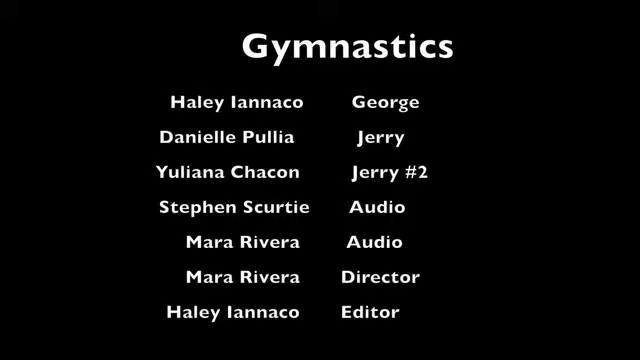 Gymnastics
Haley Iannaco George
Danielle Pullia Jerry
Yuliana Chacon Jerry #2
Stephen Scurtie Audio
Mara Rivera Audio
Mara Rivera Director
Haley Iannaco Editor